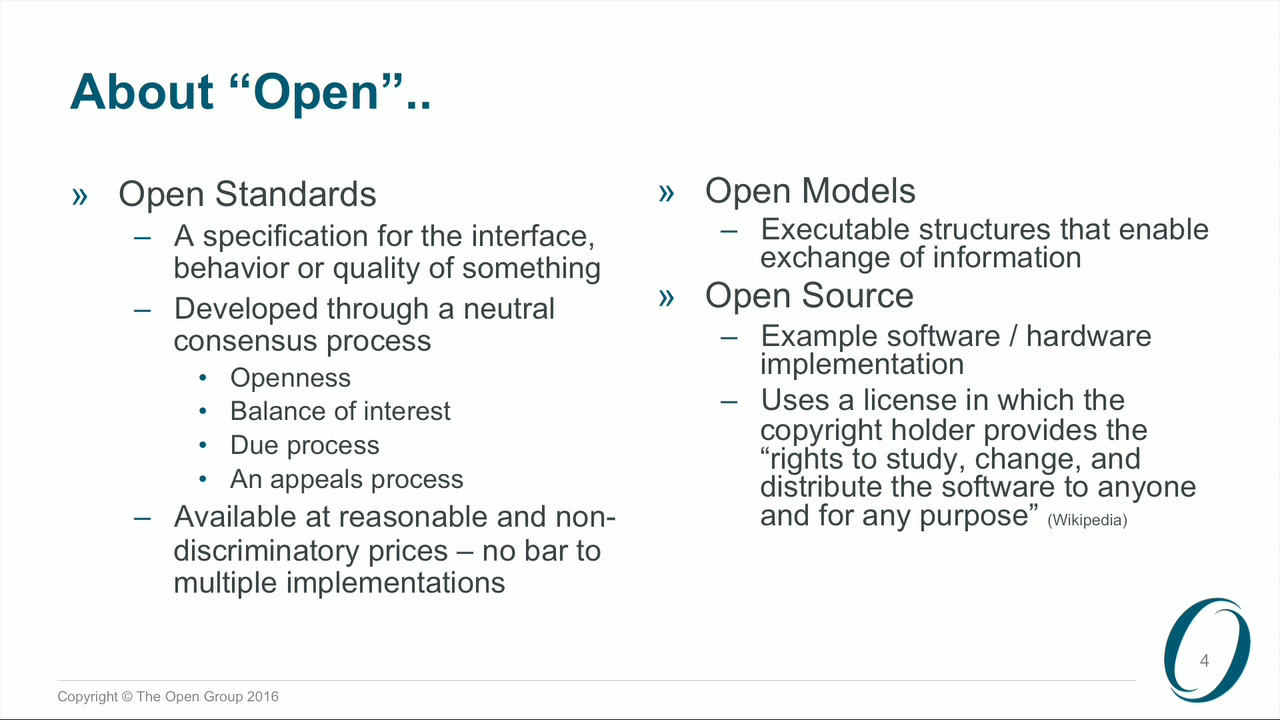 About “Open”..
» Open Standards
– A specification for the interface,
behavior or quality of something
– Developed through a neutral
consensus process
• Openness
• Balance of interest
• Due process
• An appeals process
– Available at reasonable and non-
discriminatory prices – no bar to
multiple implementations
» Open Models
– Executable structures that enable
exchange of information
» Open Source
– Example software / hardware
implementation
– Uses a license in which the
copyright holder provides the
“rights to study, change, and
distribute the software to anyone
and for any purpose” (Wikipedia)
Copyright © The Open Group 2016
4